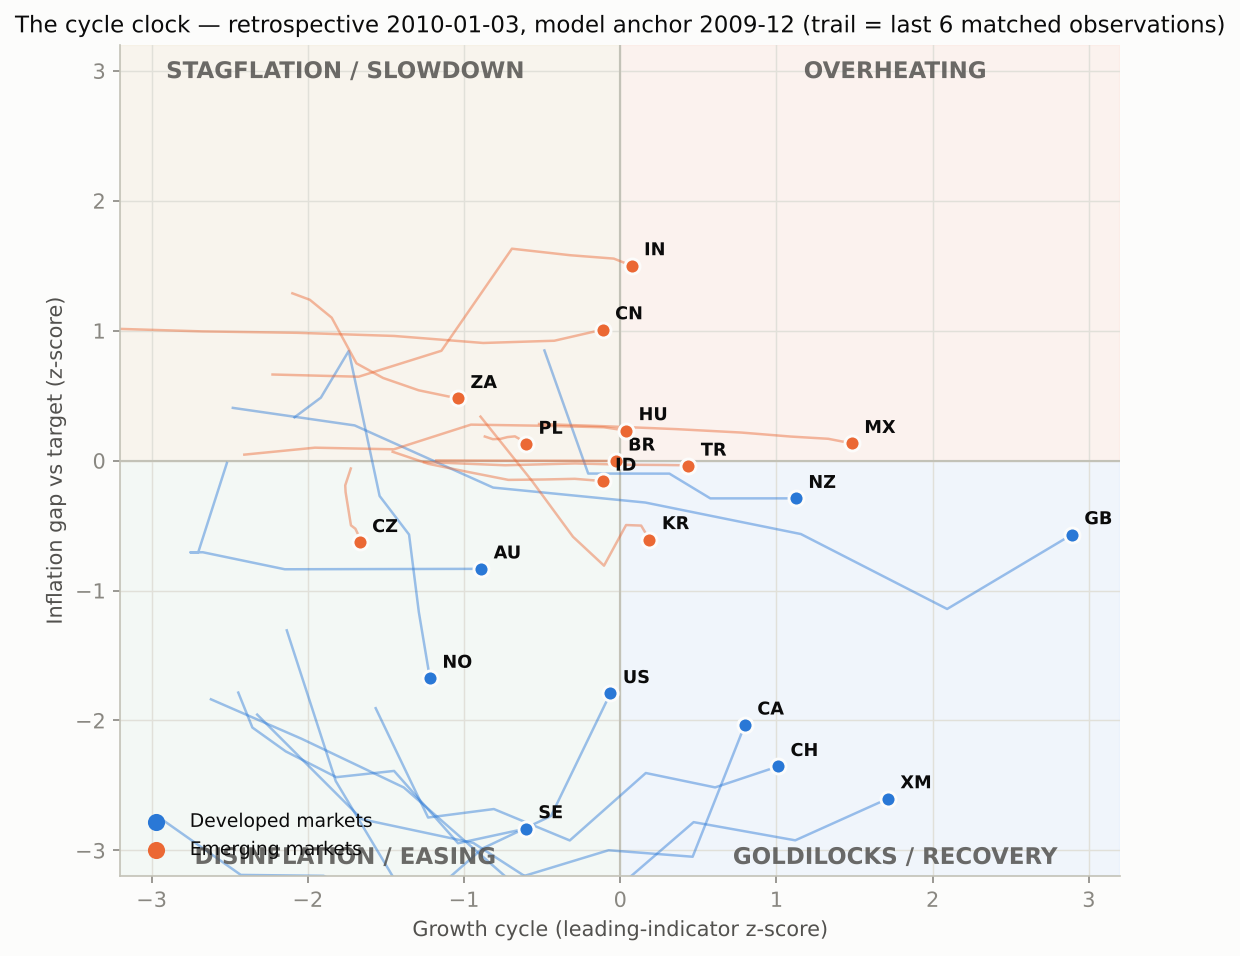 The cycle clock — retrospective 2010-01-03, model anchor 2009-12 (trail = last 6 matched observations)
STAGFLATION / SLOWDOWN
OVERHEATING
3
2
1
0
−1
−2
−3
Inflation gap vs target (z-score)
IN
CN
ZA
HU
PL
MX
BR
TR
ID
NZ
GB
CZ
KR
AU
NO
US
CA
CH
XM
SE
Developed markets
Emerging markets
DISINFLATION / EASING
GOLDILOCKS / RECOVERY
−3
−2
−1
0
1
2
3
Growth cycle (leading-indicator z-score)